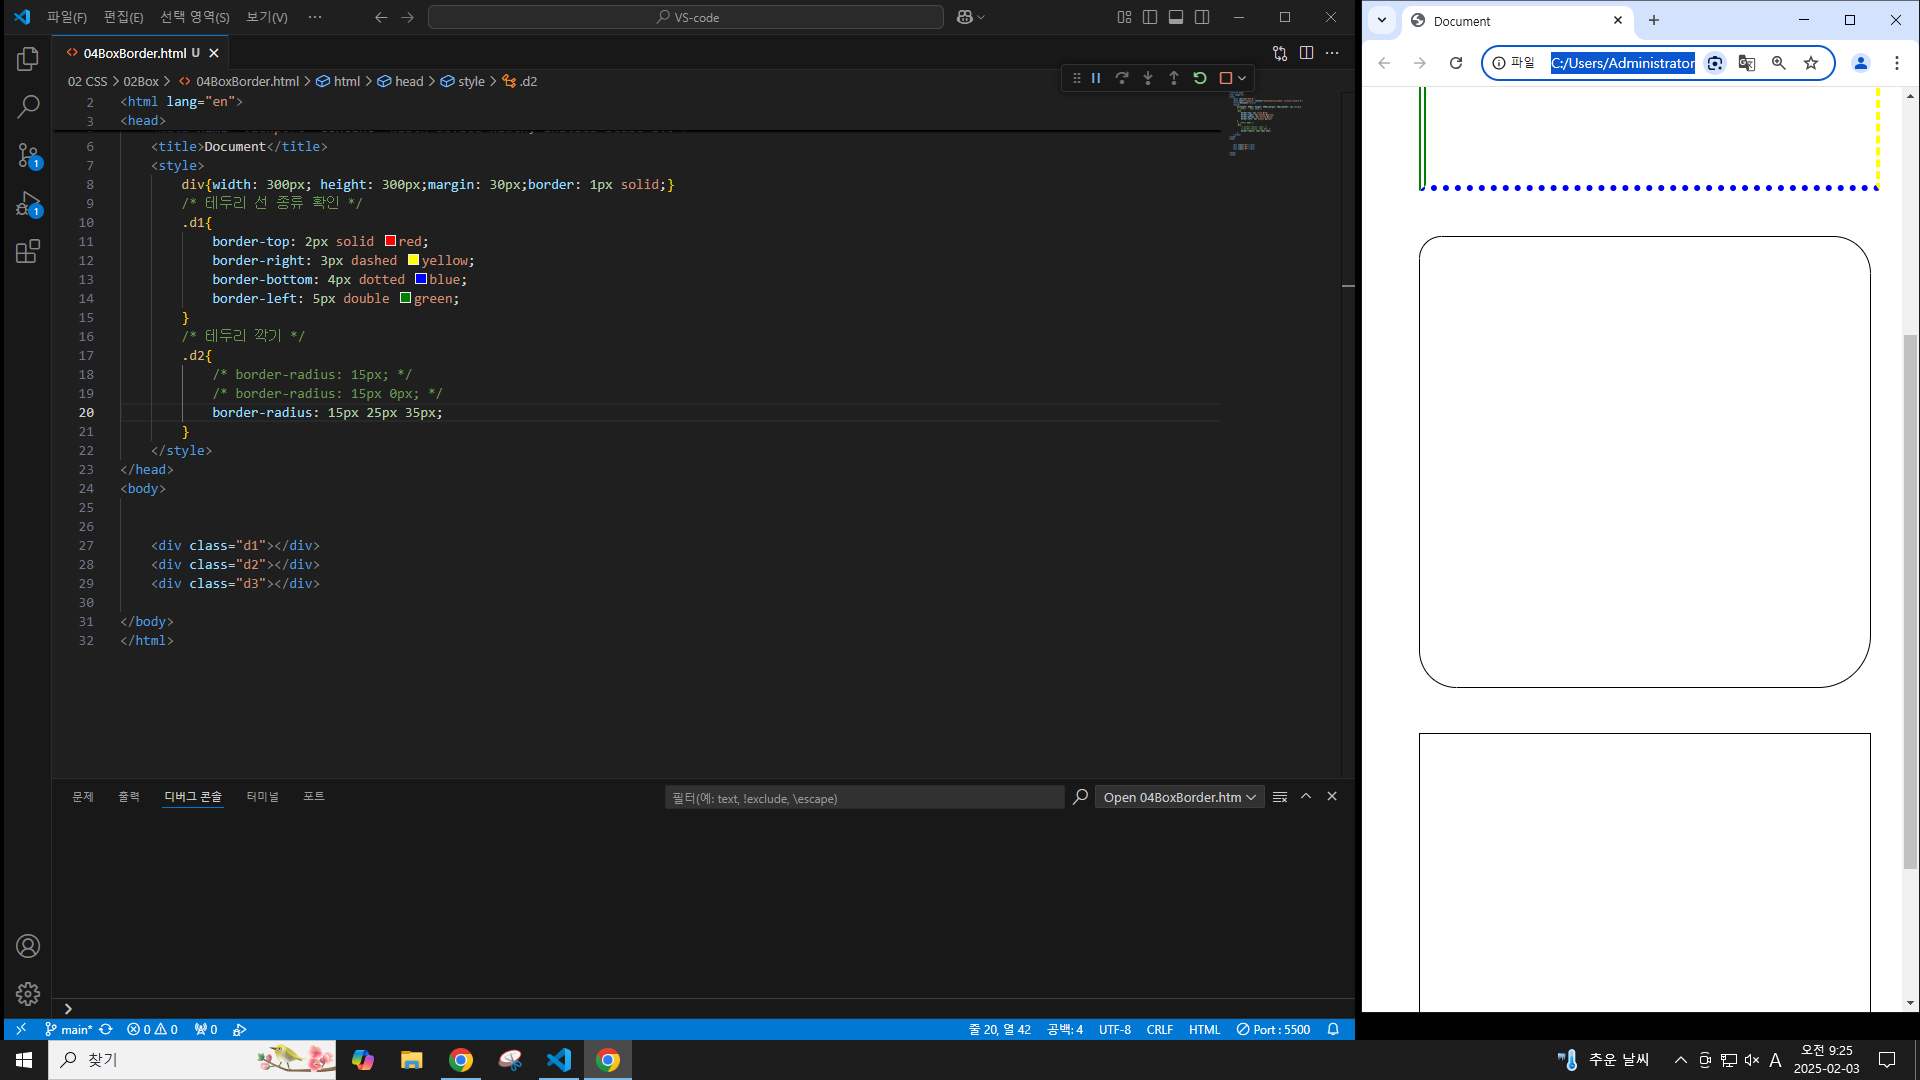 파일(F) 편집(E) 선택 영역(S) 보기(V) ··· VS-code
04BoxBorder.html U
02 CSS > 02Box > 04BoxBorder.html > html > head > style > .d2
2 <html lang="en">
3 <head>
6 <title>Document</title>
7 <style>
8 div{width: 300px; height: 300px;margin: 30px;border: 1px solid;}
9 /* 테두리 선 종류 확인 */
10 .d1{
11 border-top: 2px solid red;
12 border-right: 3px dashed yellow;
13 border-bottom: 4px dotted blue;
14 border-left: 5px double green;
15 }
16 /* 테두리 깍기 */
17 .d2{
18 /* border-radius: 15px; */
19 /* border-radius: 15px 0px; */
20 border-radius: 15px 25px 35px;
21 }
22 </style>
23 </head>
24 <body>
25
26
27 <div class="d1"></div>
28 <div class="d2"></div>
29 <div class="d3"></div>
30
31 </body>
32 </html>
문제 출력 디버그 콘솔 터미널 포트 필터(예: text, !exclude, \escape) Open 04BoxBorder.htm
main* 0 0 0 줄 20, 열 42 공백: 4 UTF-8 CRLF HTML Port : 5500
Document
파일 C:/Users/Administrator
찾기 추운 날씨 A 오전 9:25
2025-02-03